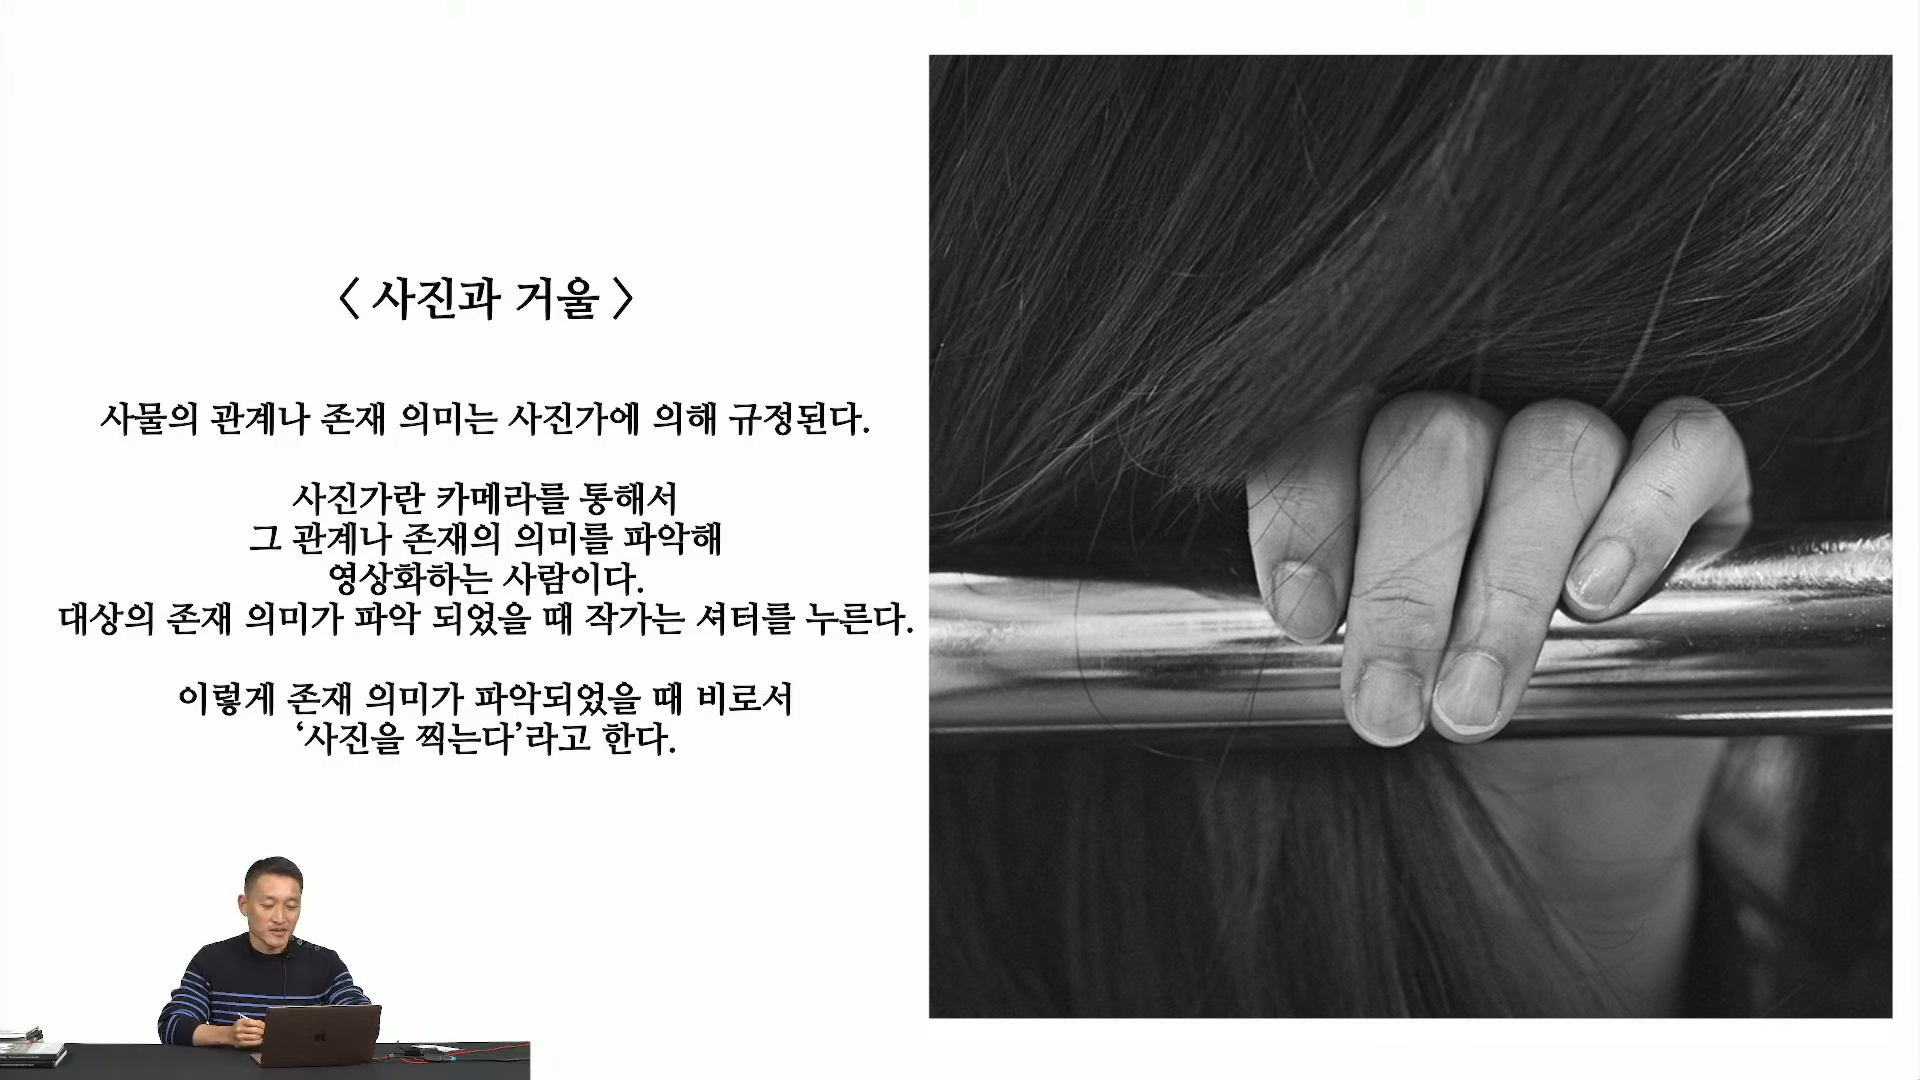 〈 사진과 거울 〉
사물의 관계나 존재 의미는 사진가에 의해 규정된다.
사진가란 카메라를 통해서
그 관계나 존재의 의미를 파악해
영상화하는 사람이다.
대상의 존재 의미가 파악 되었을 때 작가는 셔터를 누른다.
이렇게 존재 의미가 파악되었을 때 비로서
‘사진을 찍는다’라고 한다.